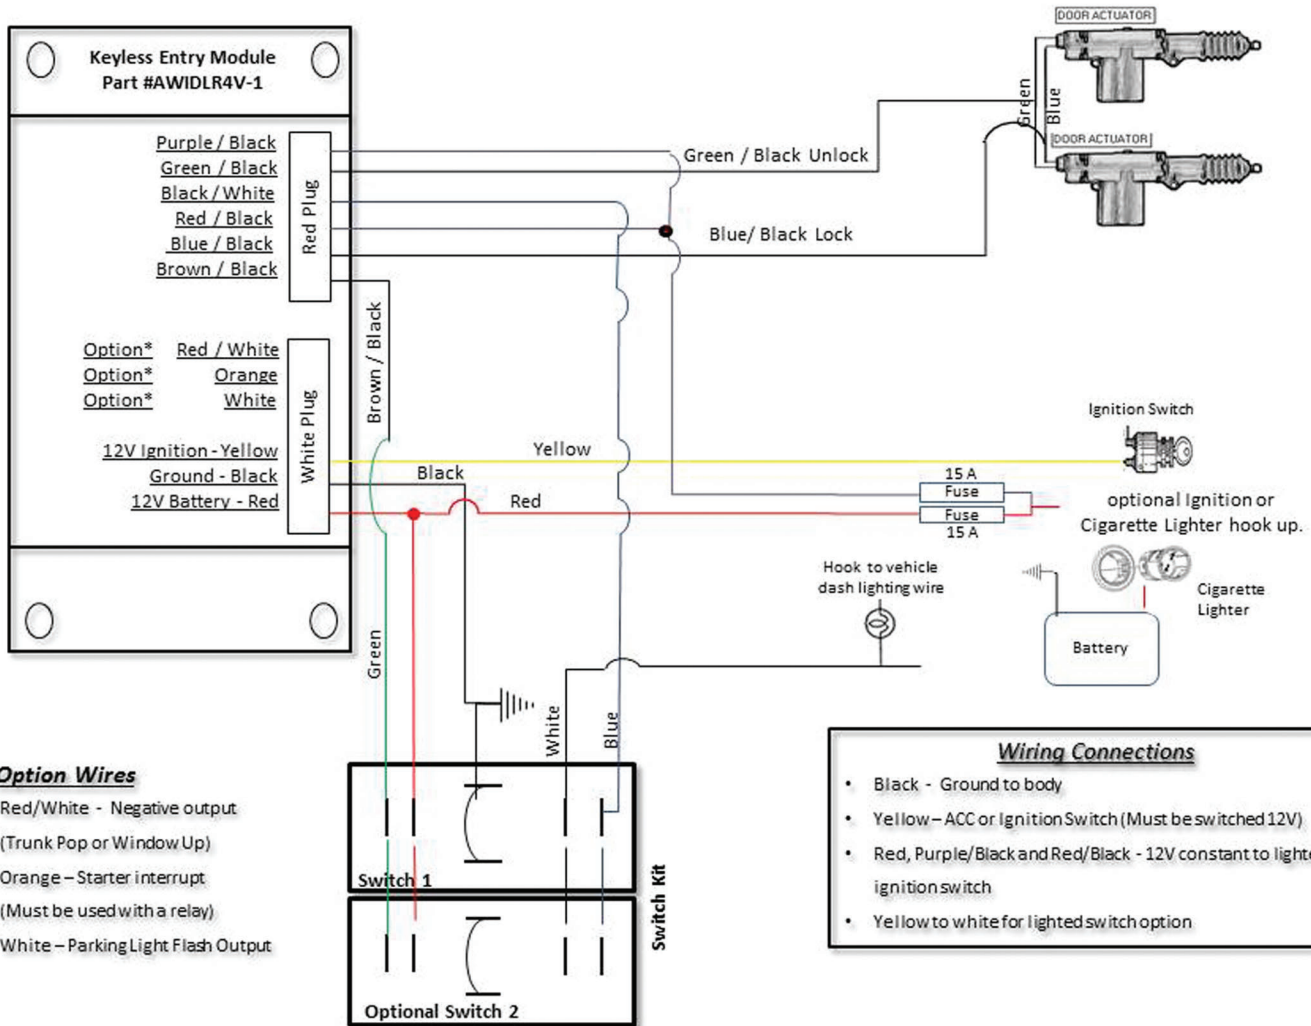 Keyless Entry Module
Part #AWIDLR4V-1
Purple / Black
Green / Black
Black / White
Red / Black
Blue / Black
Brown / Black
Red Plug
Option* Red / White
Option* Orange
Option* White
12V Ignition - Yellow
Ground - Black
12V Battery - Red
White Plug
Brown / Black
Green / Black Unlock
Blue/ Black Lock
DOOR ACTUATOR
Green
Blue
DOOR ACTUATOR
Yellow
Black
Red
15 A
Fuse
Fuse
15 A
Ignition Switch
optional Ignition or
Cigarette Lighter hook up.
Cigarette
Lighter
Battery
Hook to vehicle
dash lighting wire
Green
White
Blue
Switch 1
Optional Switch 2
Switch Kit
Option Wires
Red/White - Negative output
(Trunk Pop or Window Up)
Orange – Starter interrupt
(Must be used with a relay)
White – Parking Light Flash Output
Wiring Connections
• Black - Ground to body
• Yellow – ACC or Ignition Switch (Must be switched 12V)
• Red, Purple/Black and Red/Black - 12V constant to lighte
ignition switch
• Yellow to white for lighted switch option